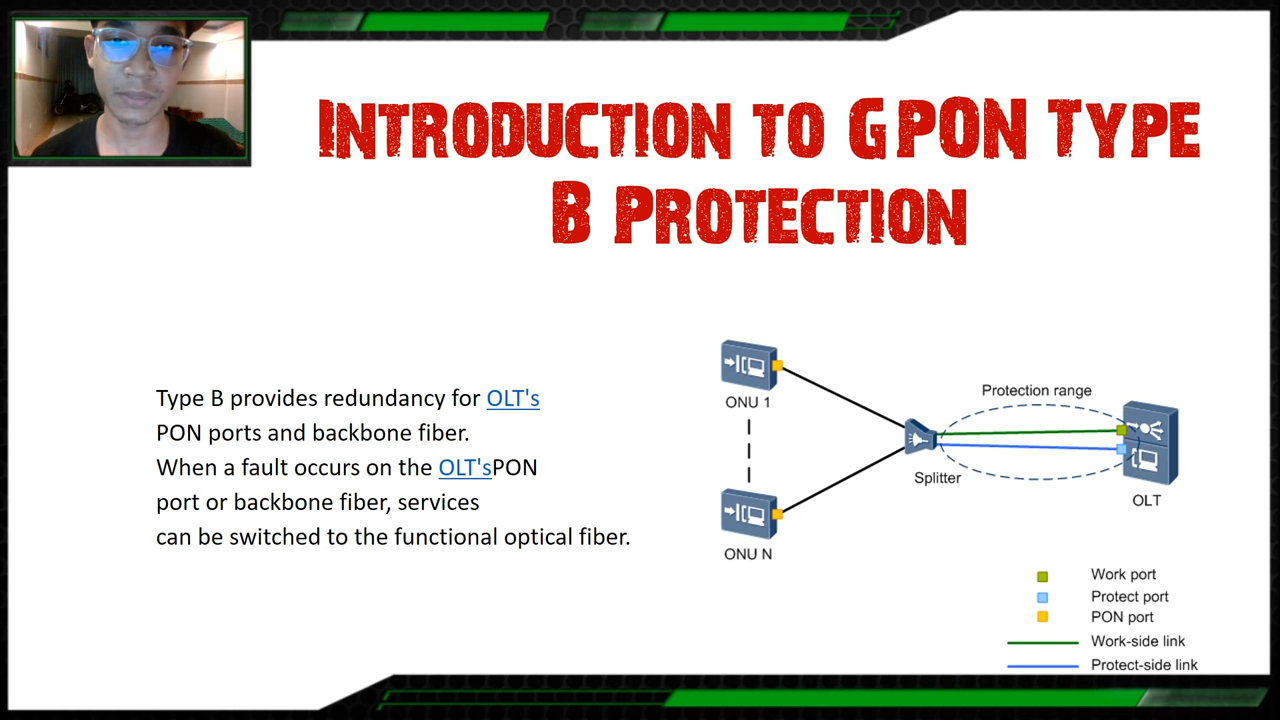 INTRODUCTION TO GPON TYPE
B PROTECTION
Type B provides redundancy for OLT's
PON ports and backbone fiber.
When a fault occurs on the OLT'sPON
port or backbone fiber, services
can be switched to the functional optical fiber.
ONU 1
ONU N
Splitter
Protection range
OLT
Work port
Protect port
PON port
Work-side link
Protect-side link